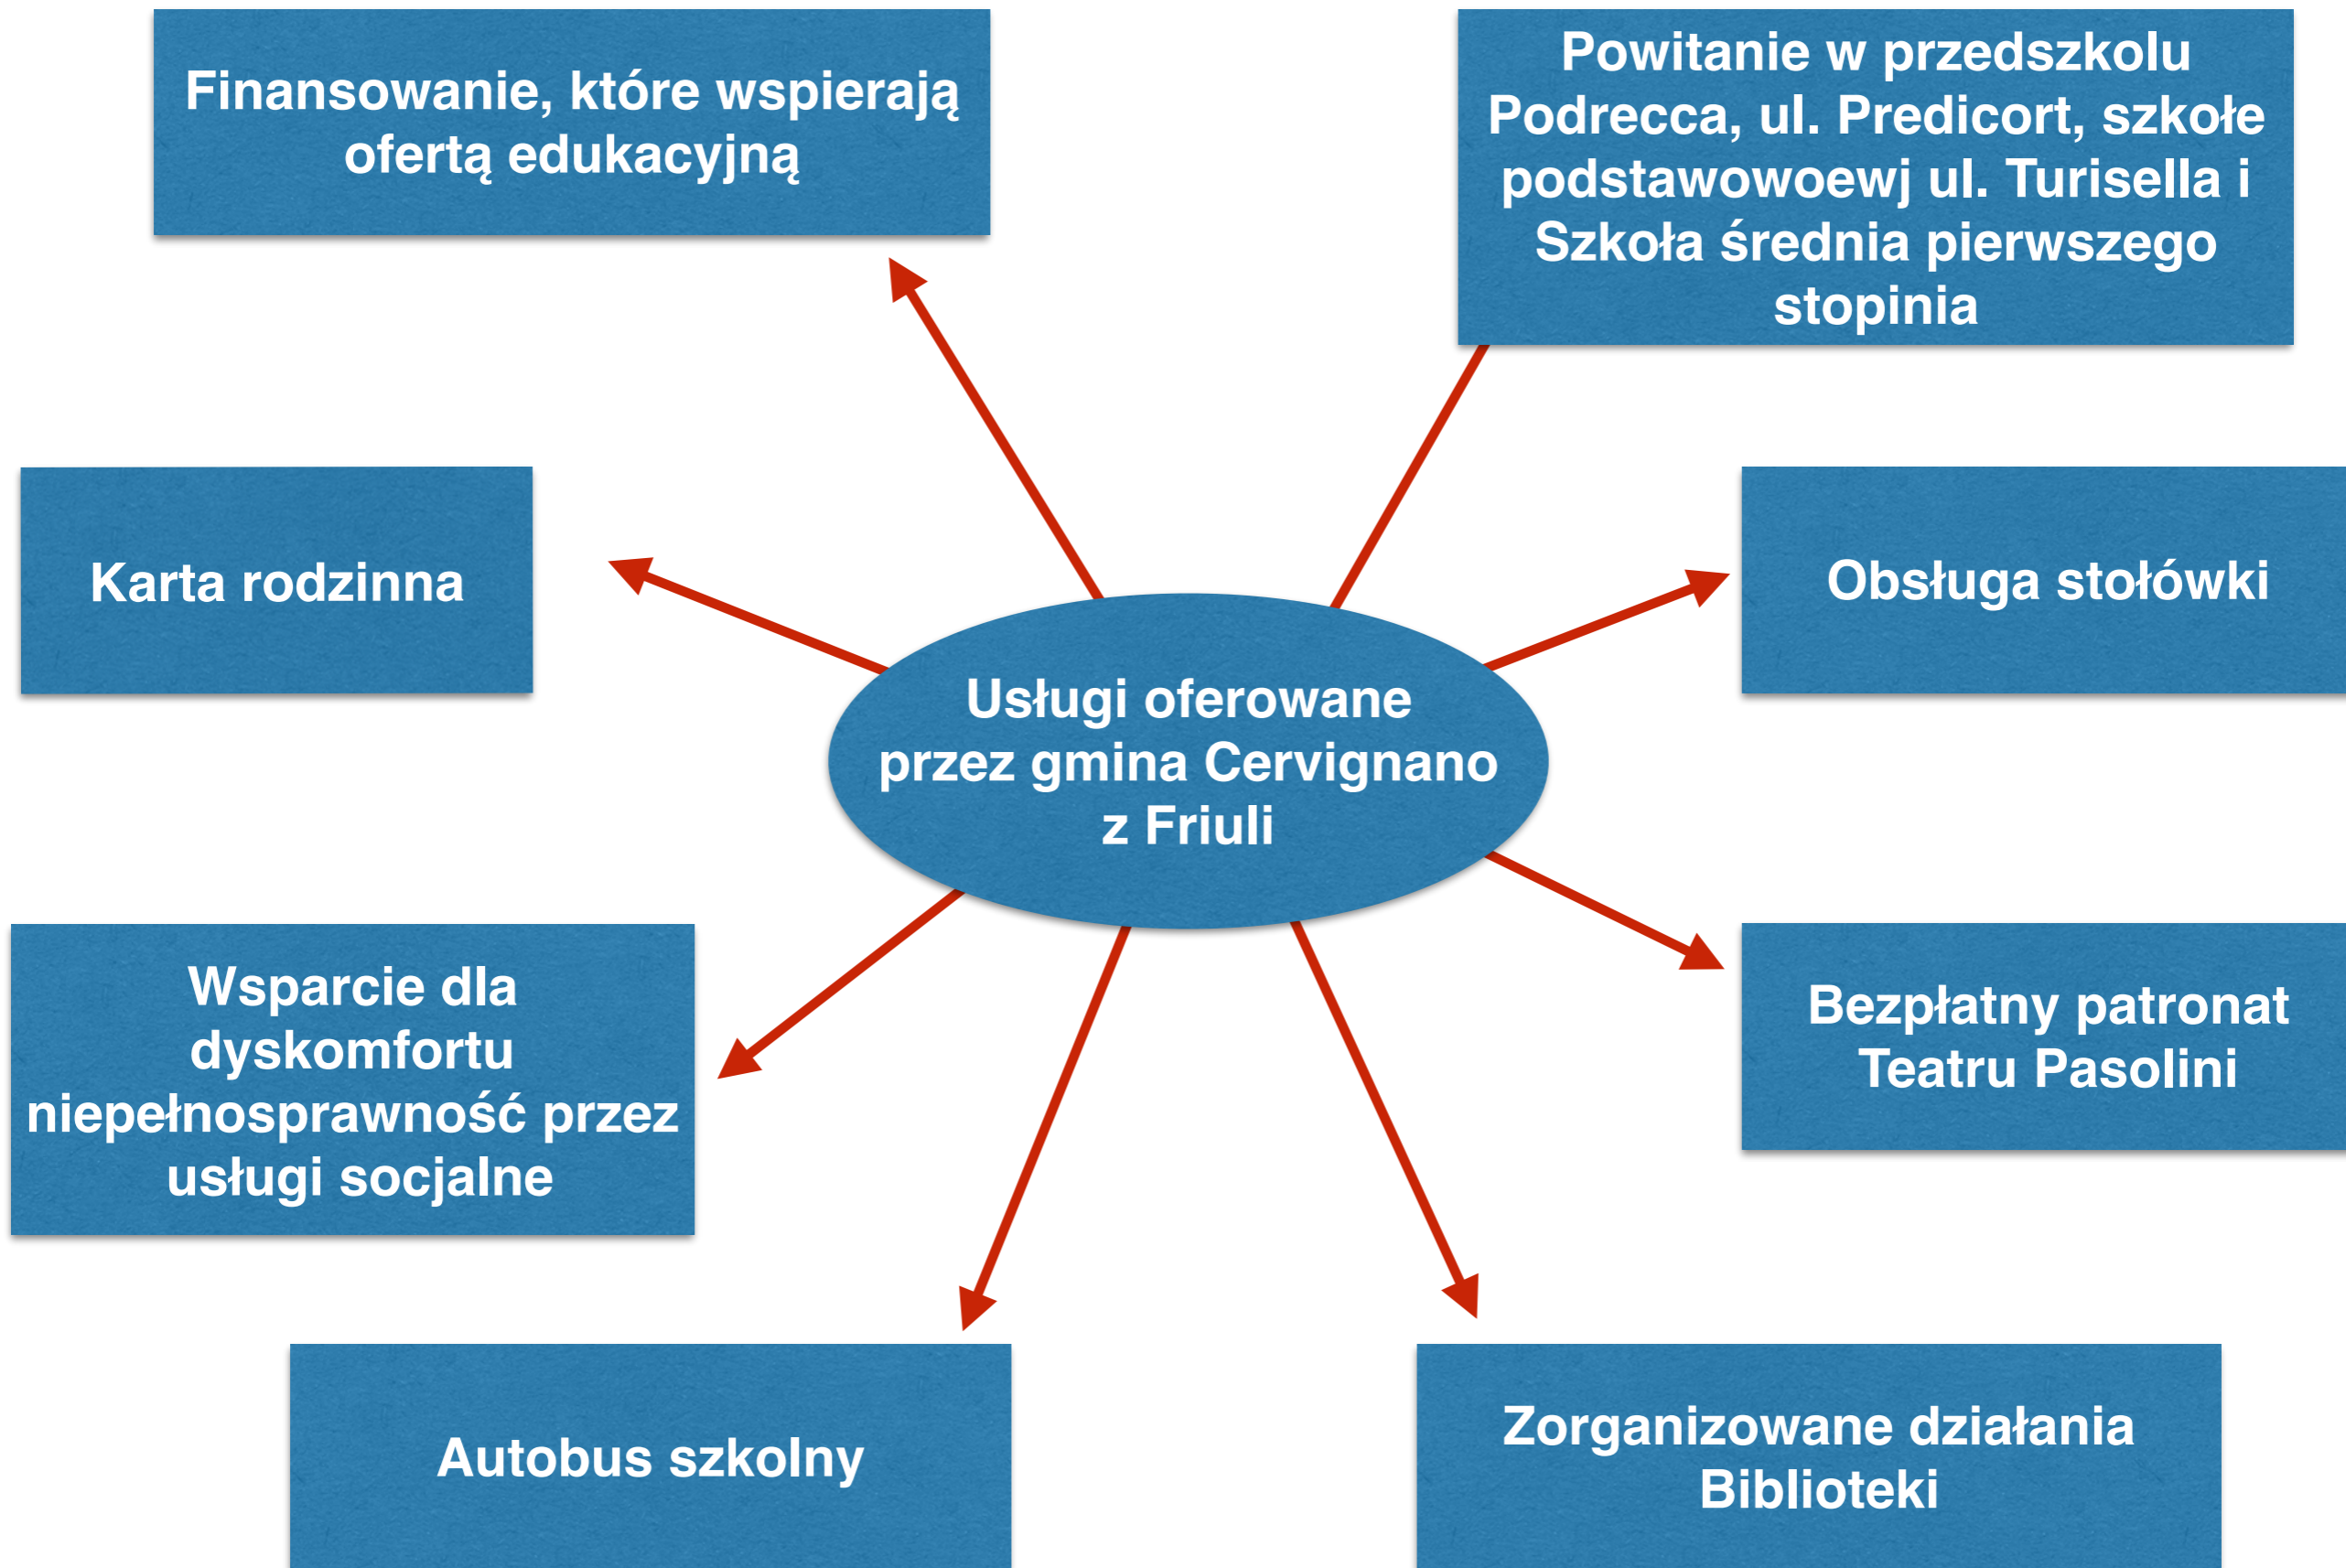 Finansowanie, które wspierają
ofertą edukacyjną
Powitanie w przedszkolu
Podrecca, ul. Predicort, szkołe
podstawowoewj ul. Turisella i
Szkoła średnia pierwszego
stopinia
Karta rodzinna
Obsługa stołówki
Usługi oferowane
przez gmina Cervignano
z Friuli
Wsparcie dla
dyskomfortu
niepełnosprawność przez
usługi socjalne
Bezpłatny patronat
Teatru Pasolini
Autobus szkolny
Zorganizowane działania
Biblioteki